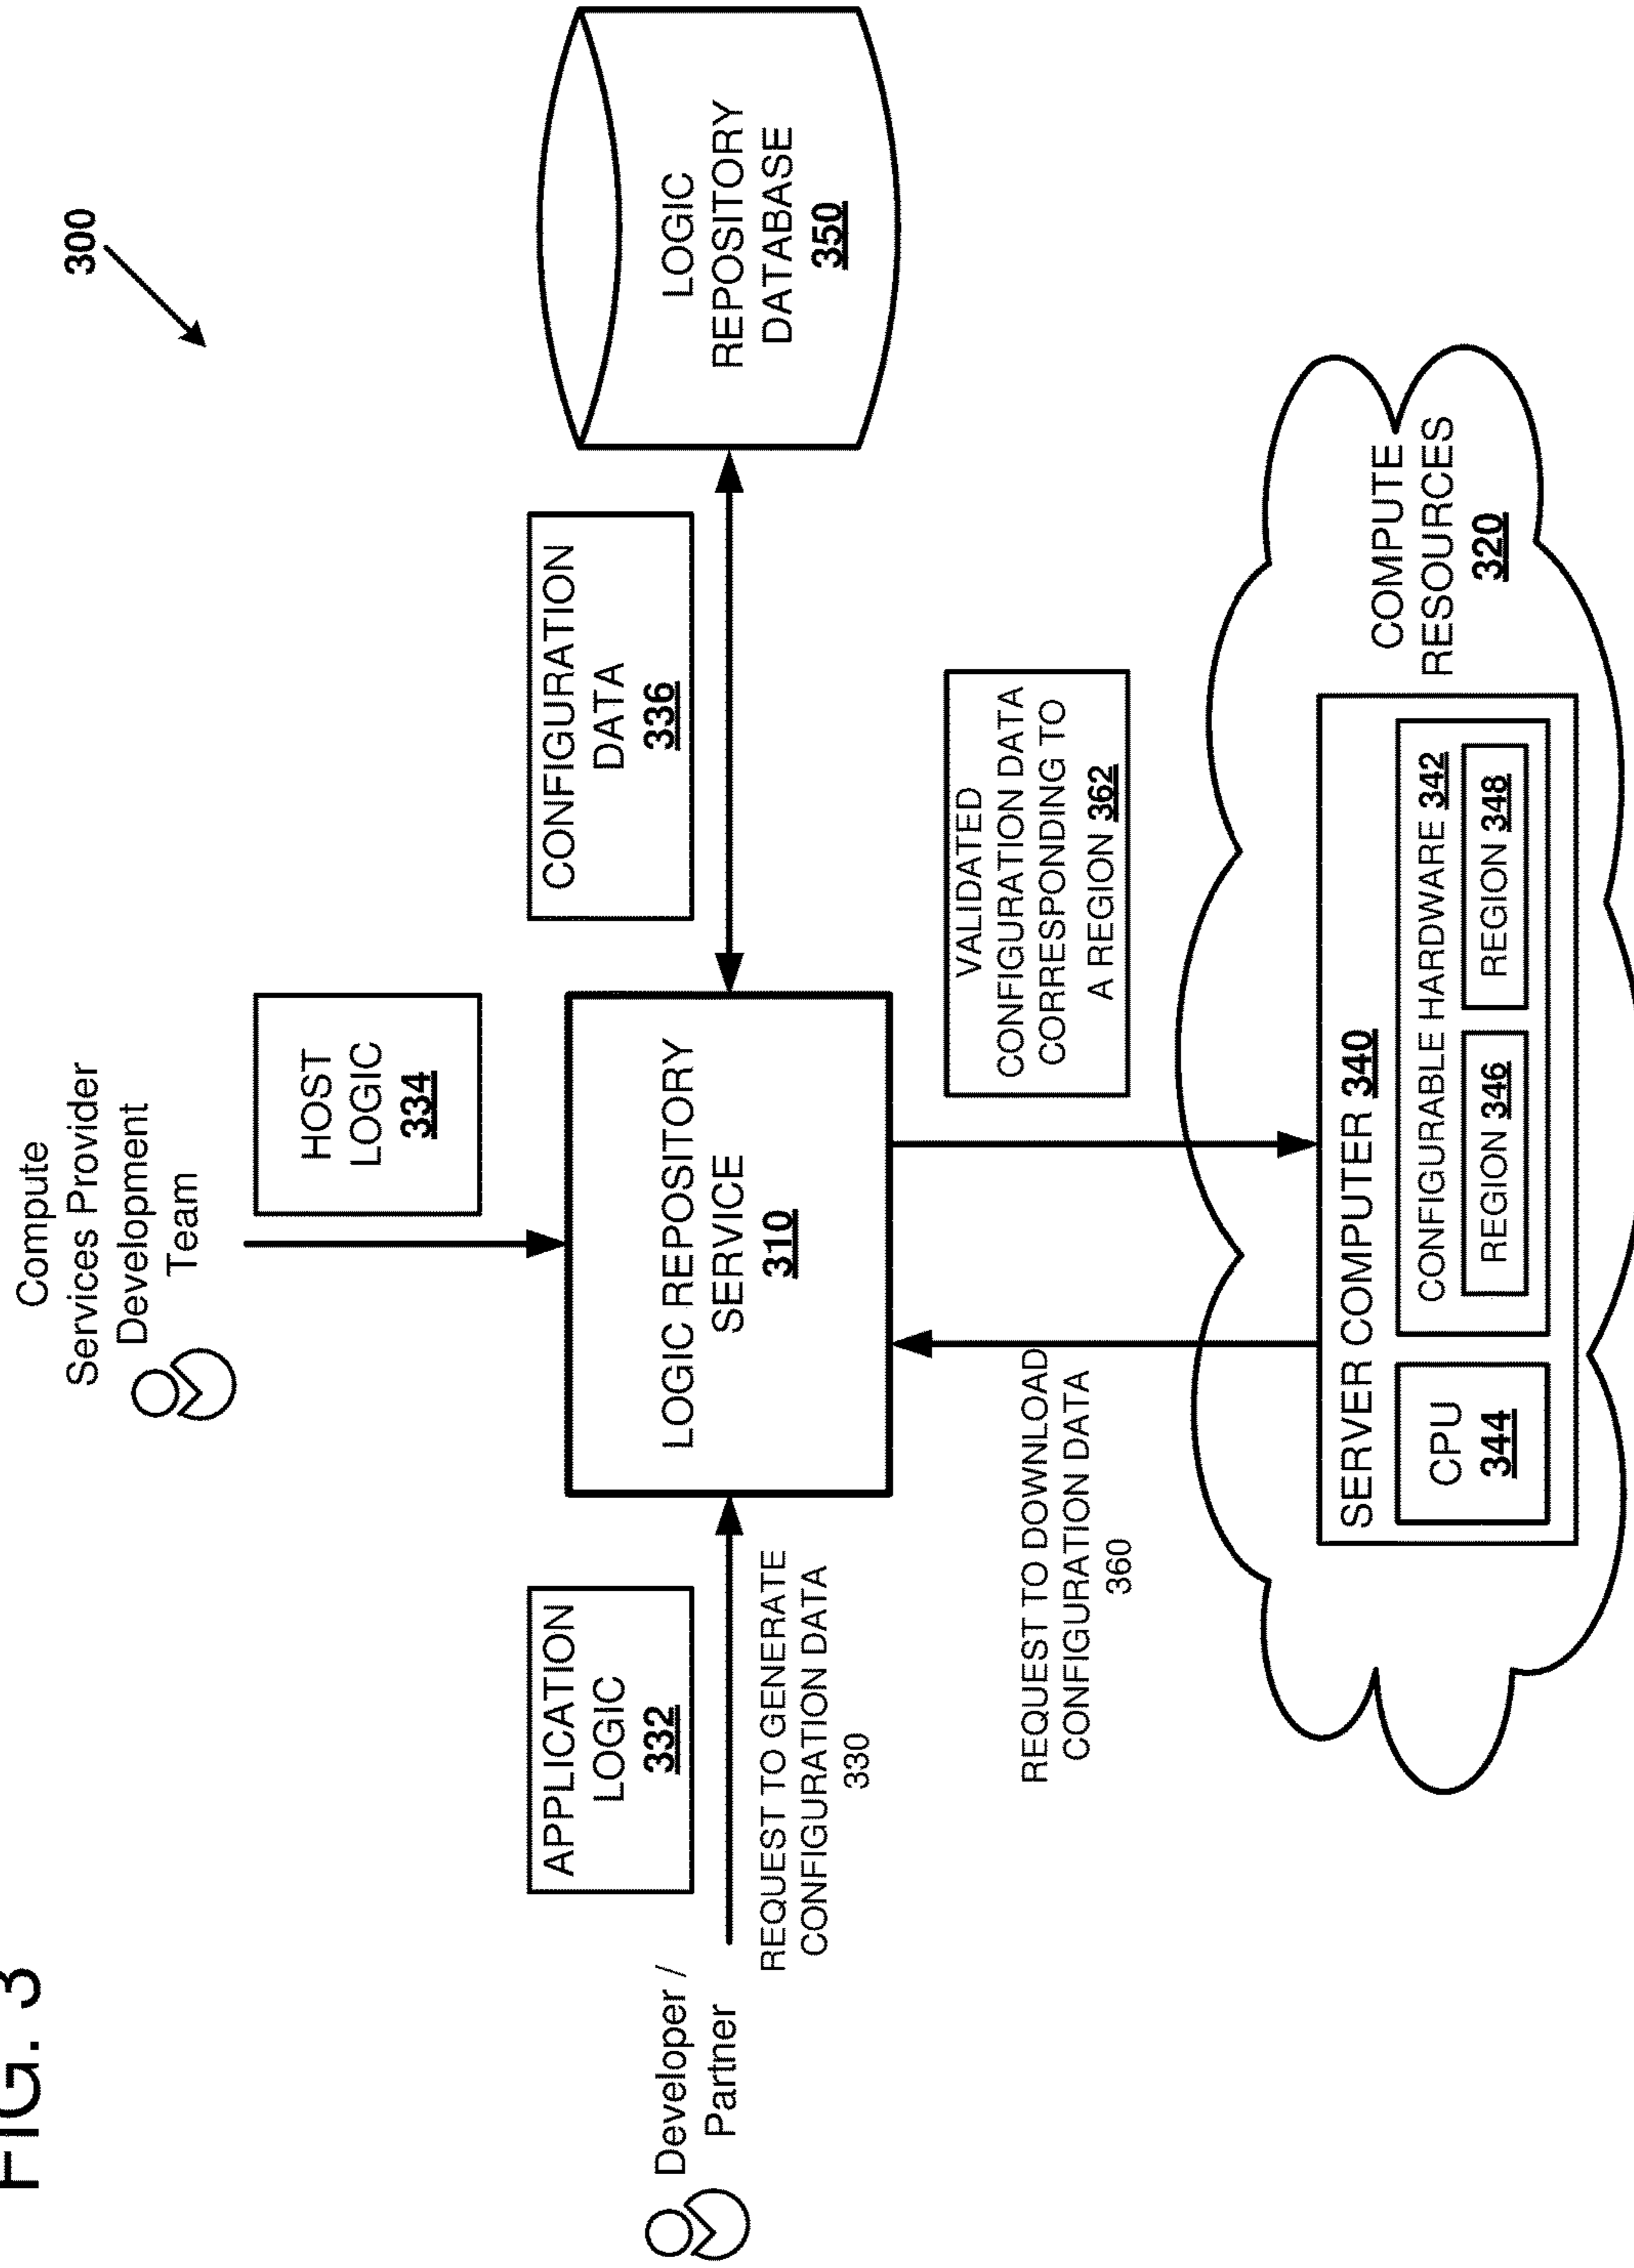 FIG. 3
300
Compute
Services Provider
Development
Team
HOST
LOGIC
334
Developer /
Partner
APPLICATION
LOGIC
332
REQUEST TO GENERATE
CONFIGURATION DATA
330
LOGIC REPOSITORY
SERVICE
310
CONFIGURATION
DATA
336
LOGIC
REPOSITORY
DATABASE
350
REQUEST TO DOWNLOAD
CONFIGURATION DATA
360
VALIDATED
CONFIGURATION DATA
CORRESPONDING TO
A REGION 362
COMPUTE
RESOURCES
320
SERVER COMPUTER 340
CPU
344
CONFIGURABLE HARDWARE 342
REGION 346
REGION 348